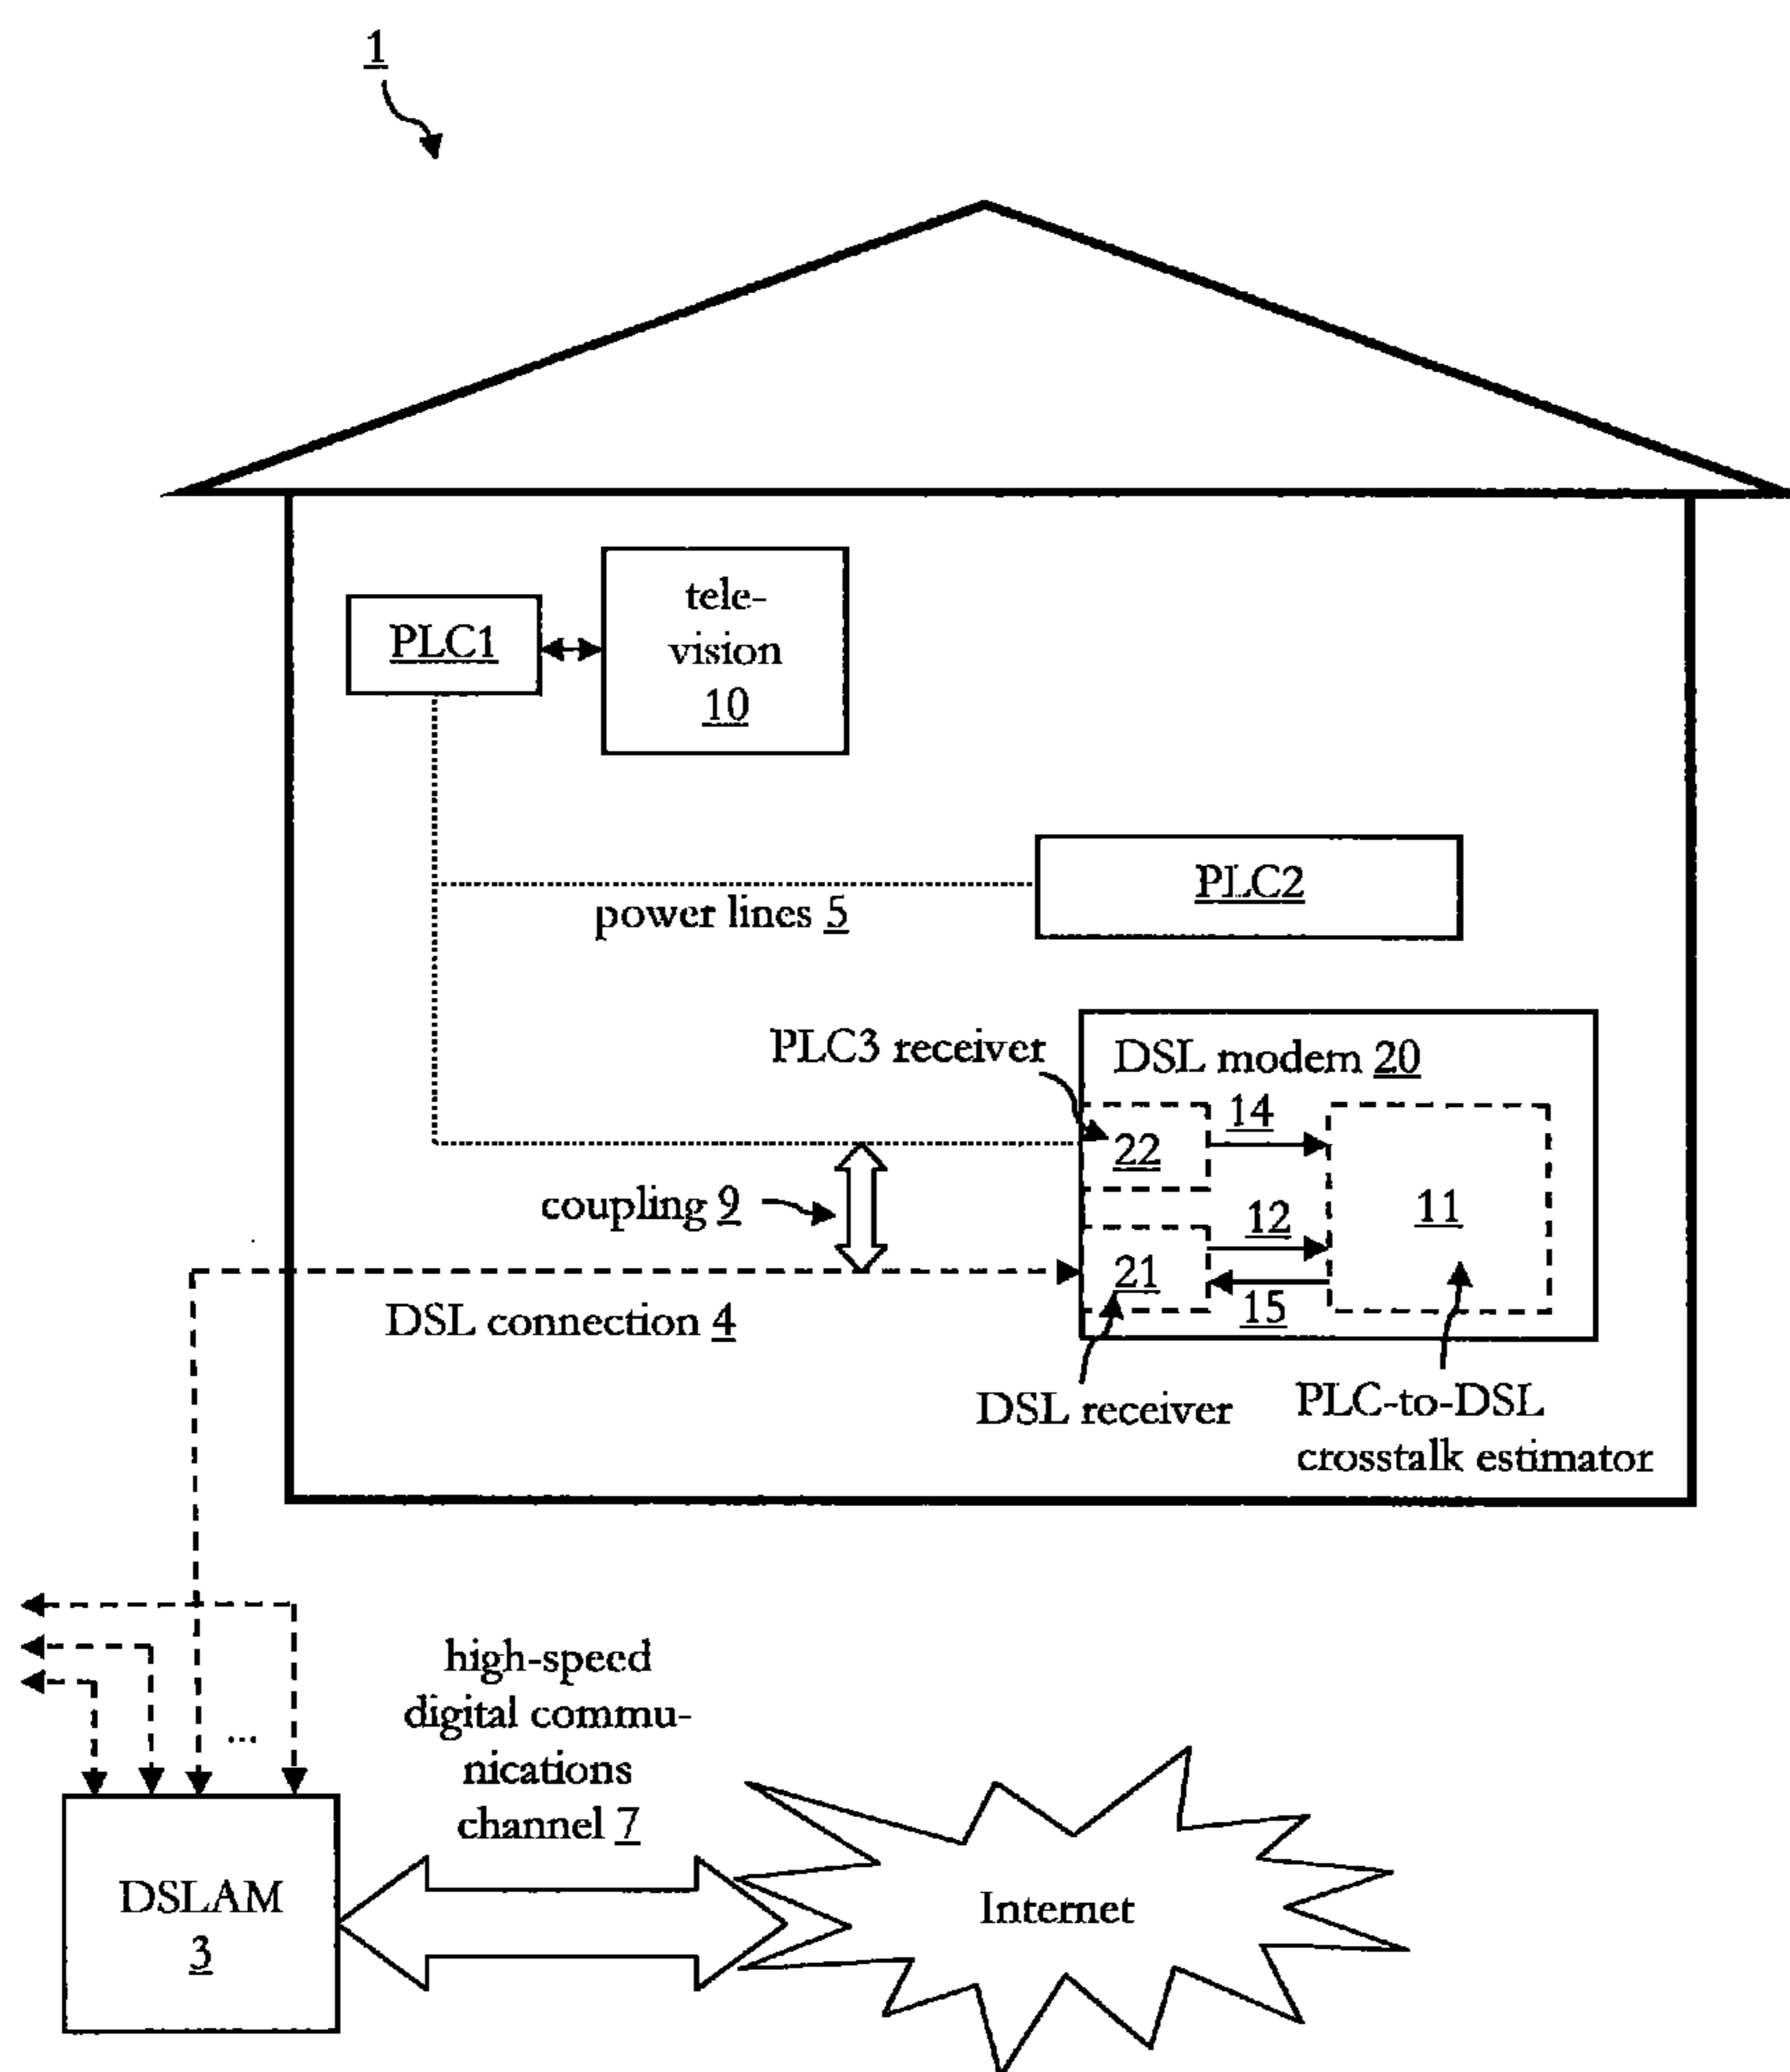 1
tele-
vision
10
PLC1
PLC2
power lines 5
PLC3 receiver
DSL modem 20
14
22
11
coupling 9
12
21
15
DSL connection 4
DSL receiver
PLC-to-DSL
crosstalk estimator
...
high-speed
digital commu-
nications
channel 7
DSLAM
3
Internet